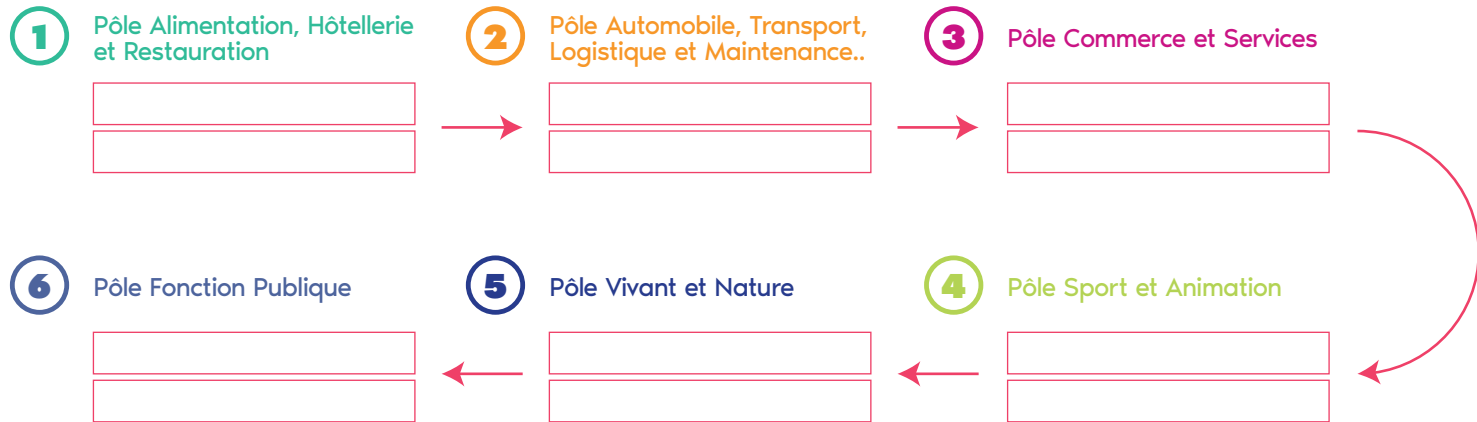 1
Pôle Alimentation, Hôtellerie
et Restauration
2
Pôle Automobile, Transport,
Logistique et Maintenance..
3
Pôle Commerce et Services
4
Pôle Sport et Animation
5
Pôle Vivant et Nature
6
Pôle Fonction Publique